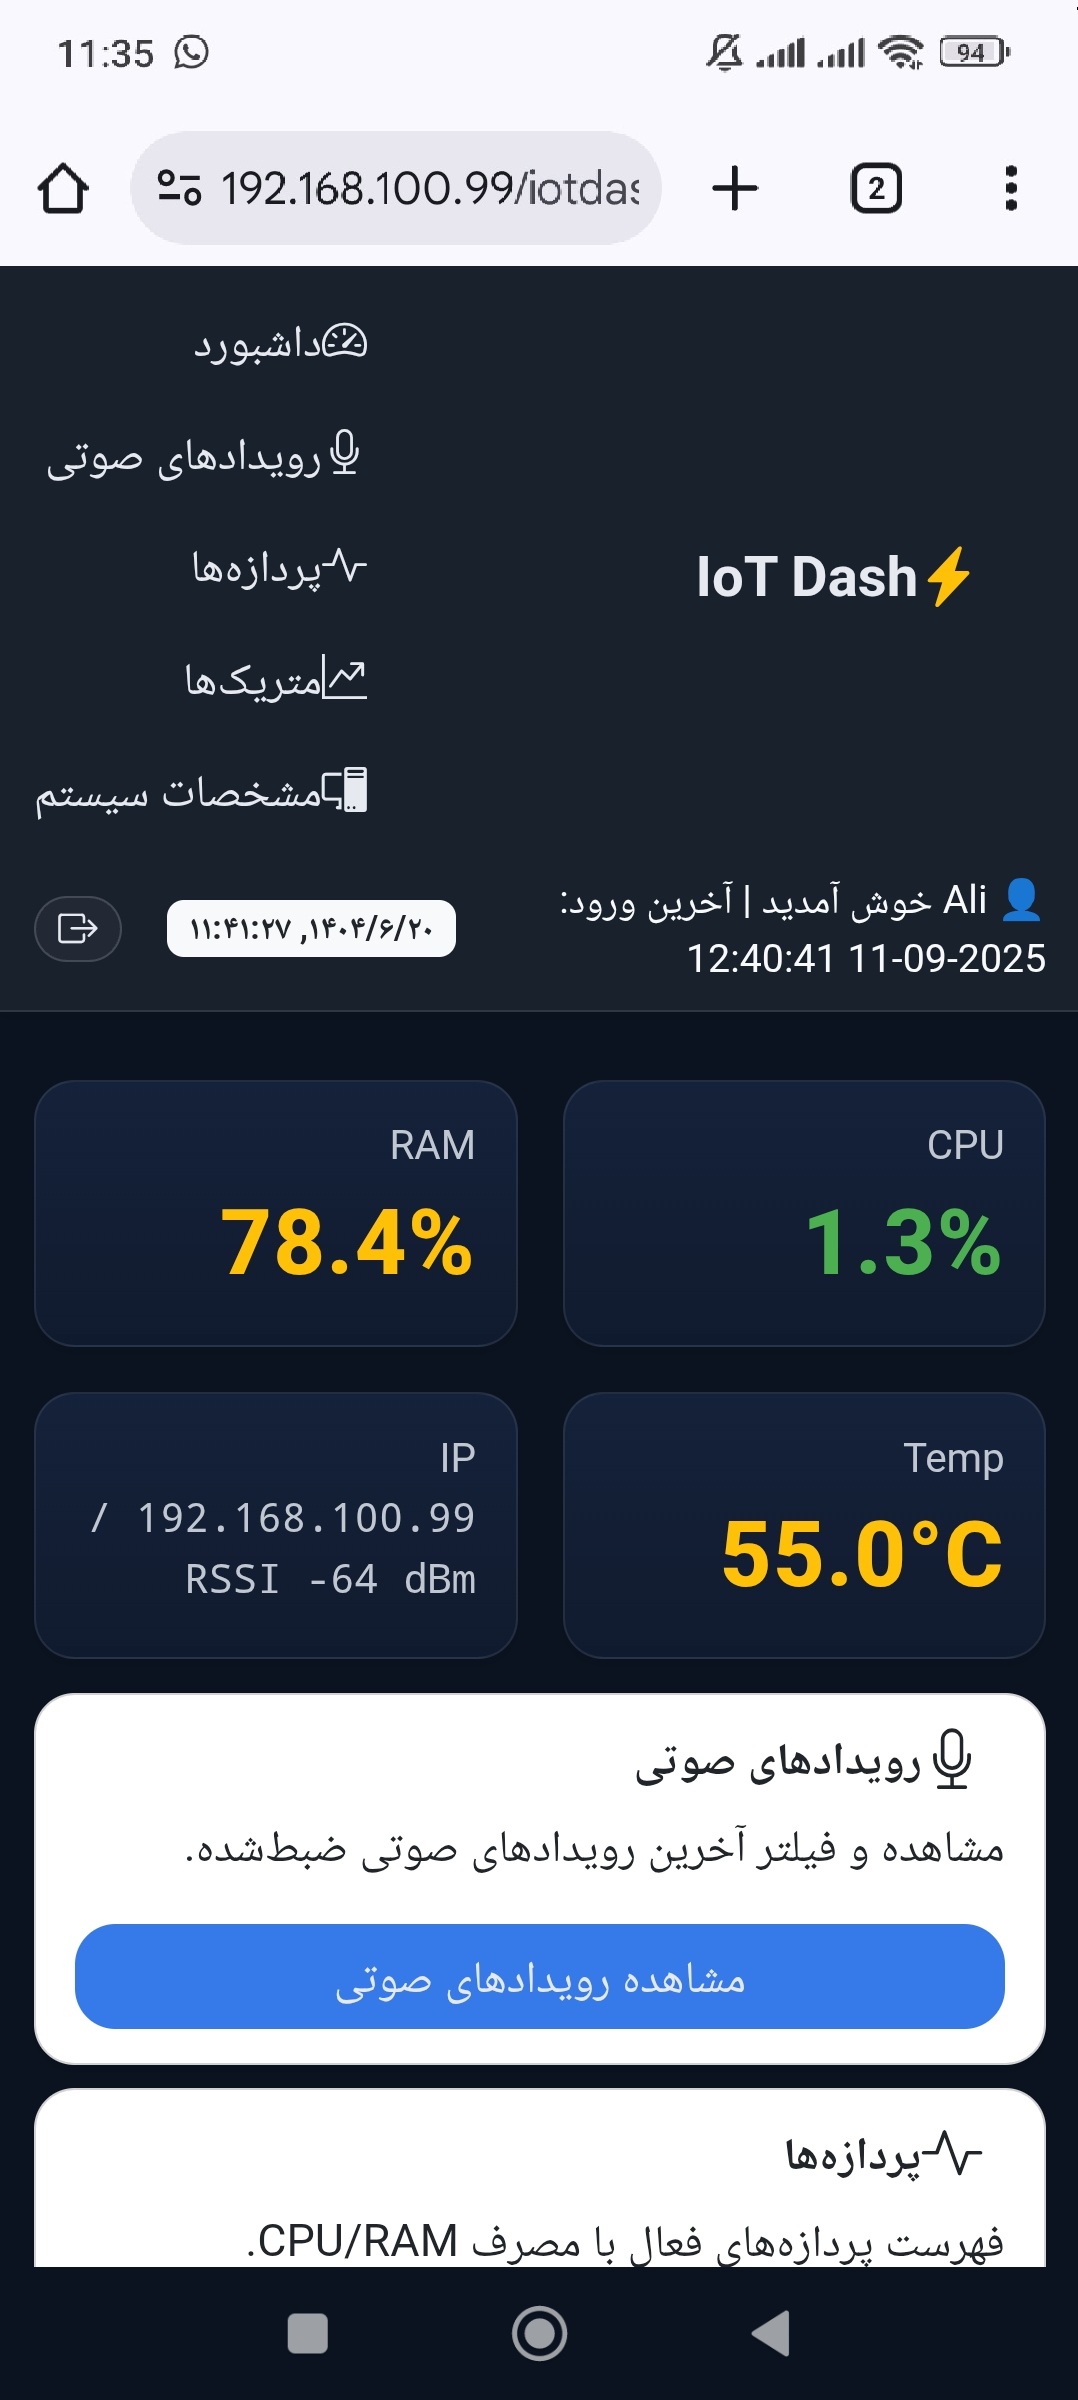 11:35
94
192.168.100.99/iotdas
2
داشبورد
رویدادهای صوتی
پردازه‌ها
IoT Dash
متریک‌ها
مشخصات سیستم
Ali خوش آمدید | آخرین ورود:
12:40:41 11-09-2025
۱۴۰۴/۶/۲۰, ۱۱:۴۱:۲۷
CPU
1.3%
RAM
78.4%
Temp
55.0°C
IP
192.168.100.99 /
RSSI -64 dBm
رویدادهای صوتی
مشاهده و فیلتر آخرین رویدادهای صوتی ضبط‌شده.
مشاهده رویدادهای صوتی
پردازه‌ها
فهرست پردازه‌های فعال با مصرف CPU/RAM.